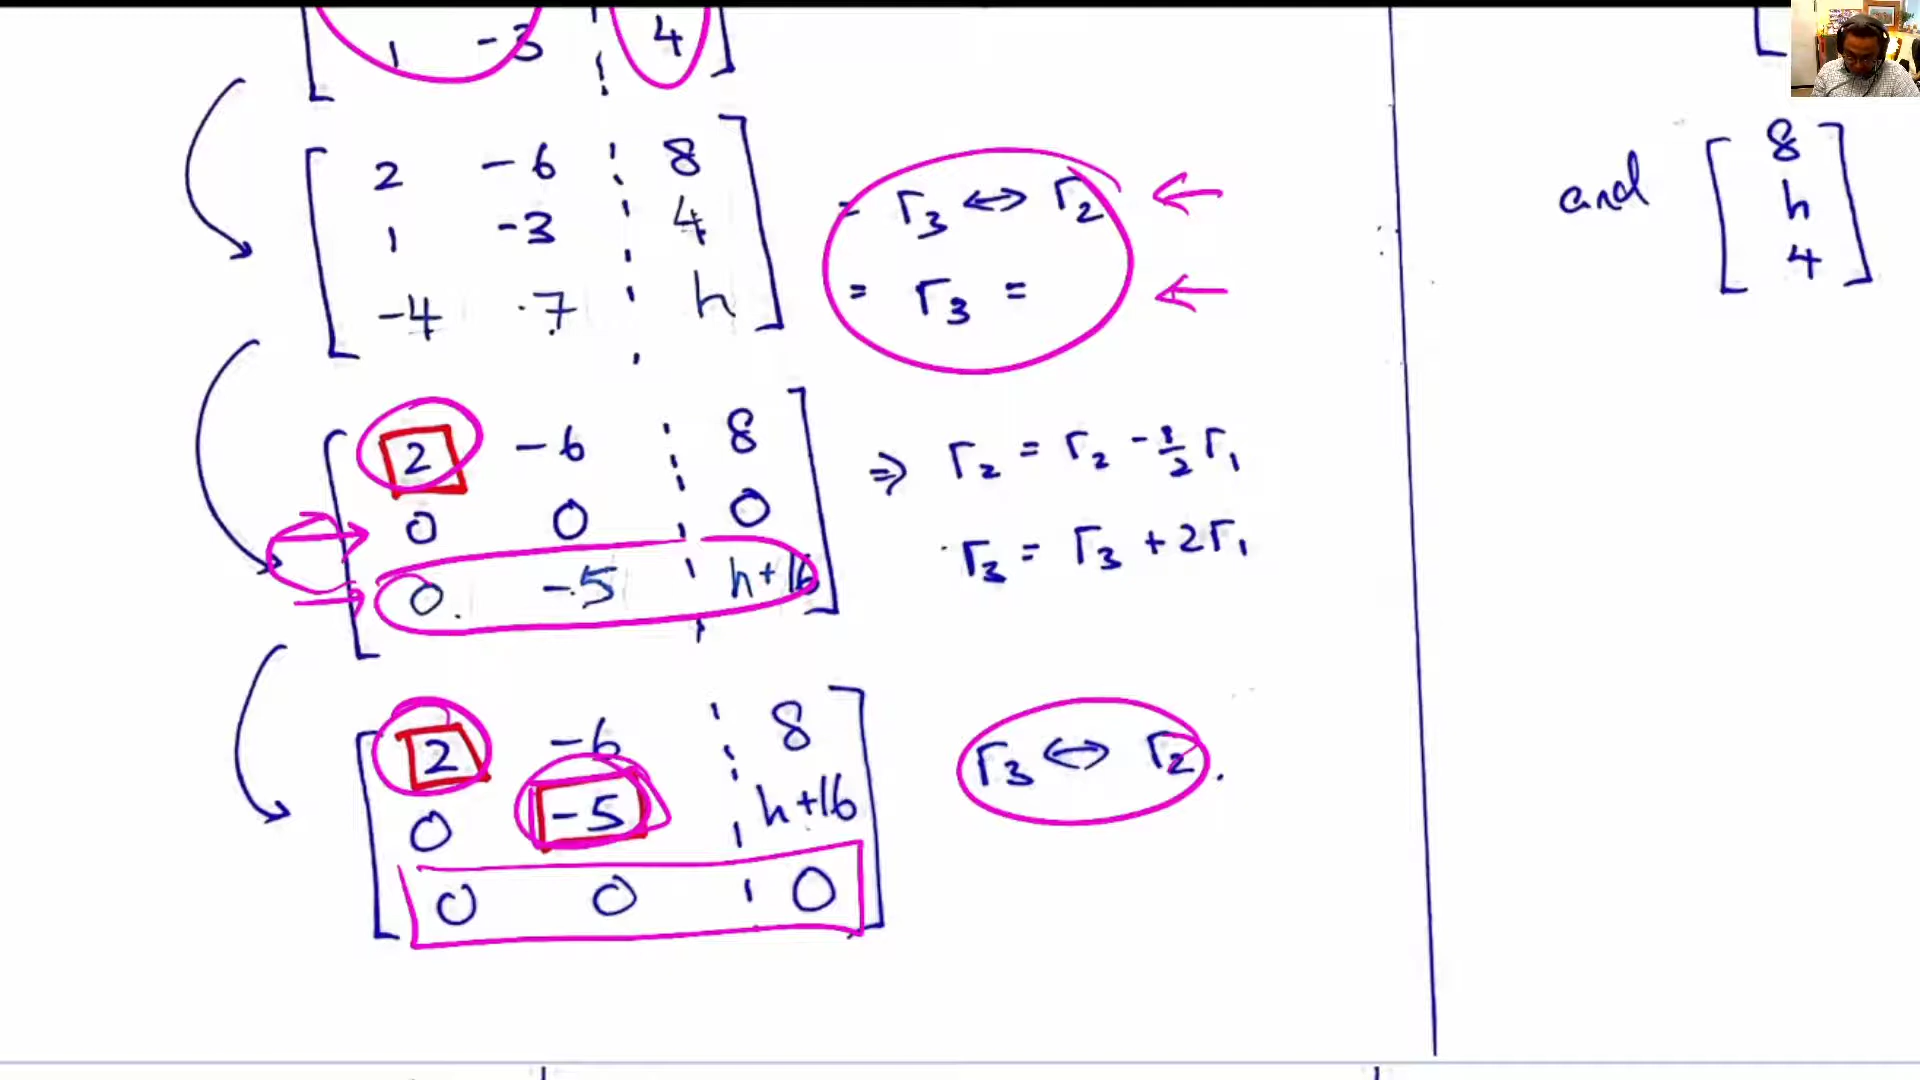 1 -3 4
2 -6 8 = r3 ↔ r2
1 -3 4
-4 7 h = r3 =
2 -6 8 ⇒ r2 = r2 - 1/2 r1
0 0 0
0 -5 h+16 r3 = r3 + 2r1
2 -6 8 r3 ↔ r2.
0 -5 h+16
0 0 0
and 8
h
4